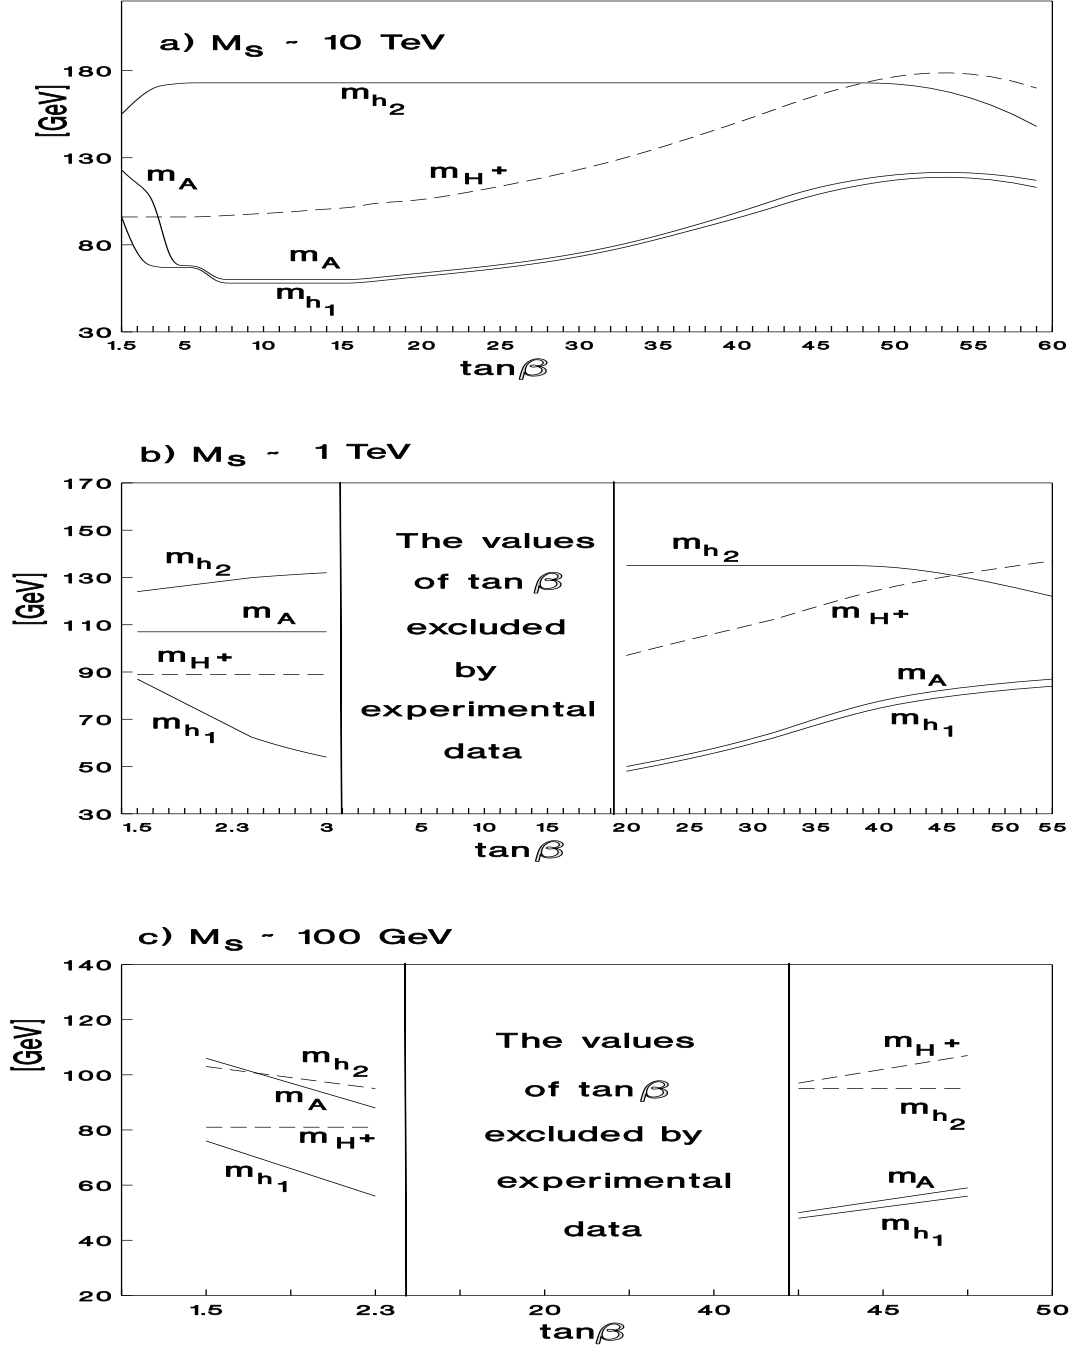 a) M_S ~ 10 TeV
[GeV]
180
130
80
30
m_h2
m_A
m_H+
m_A
m_h1
1.5 5 10 15 20 25 30 35 40 45 50 55 60
tanβ
b) M_S ~ 1 TeV
[GeV]
170
150
130
110
90
70
50
30
m_h2
m_A
m_H+
m_h1
The values
of tan β
excluded
by
experimental
data
m_h2
m_H+
m_A
m_h1
1.5 2.3 3 5 10 15 20 25 30 35 40 45 50 55
tanβ
c) M_S ~ 100 GeV
[GeV]
140
120
100
80
60
40
20
m_h2
m_A
m_H+
m_h1
The values
of tan β
excluded by
experimental
data
m_H+
m_h2
m_A
m_h1
1.5 2.3 20 40 45 50
tanβ